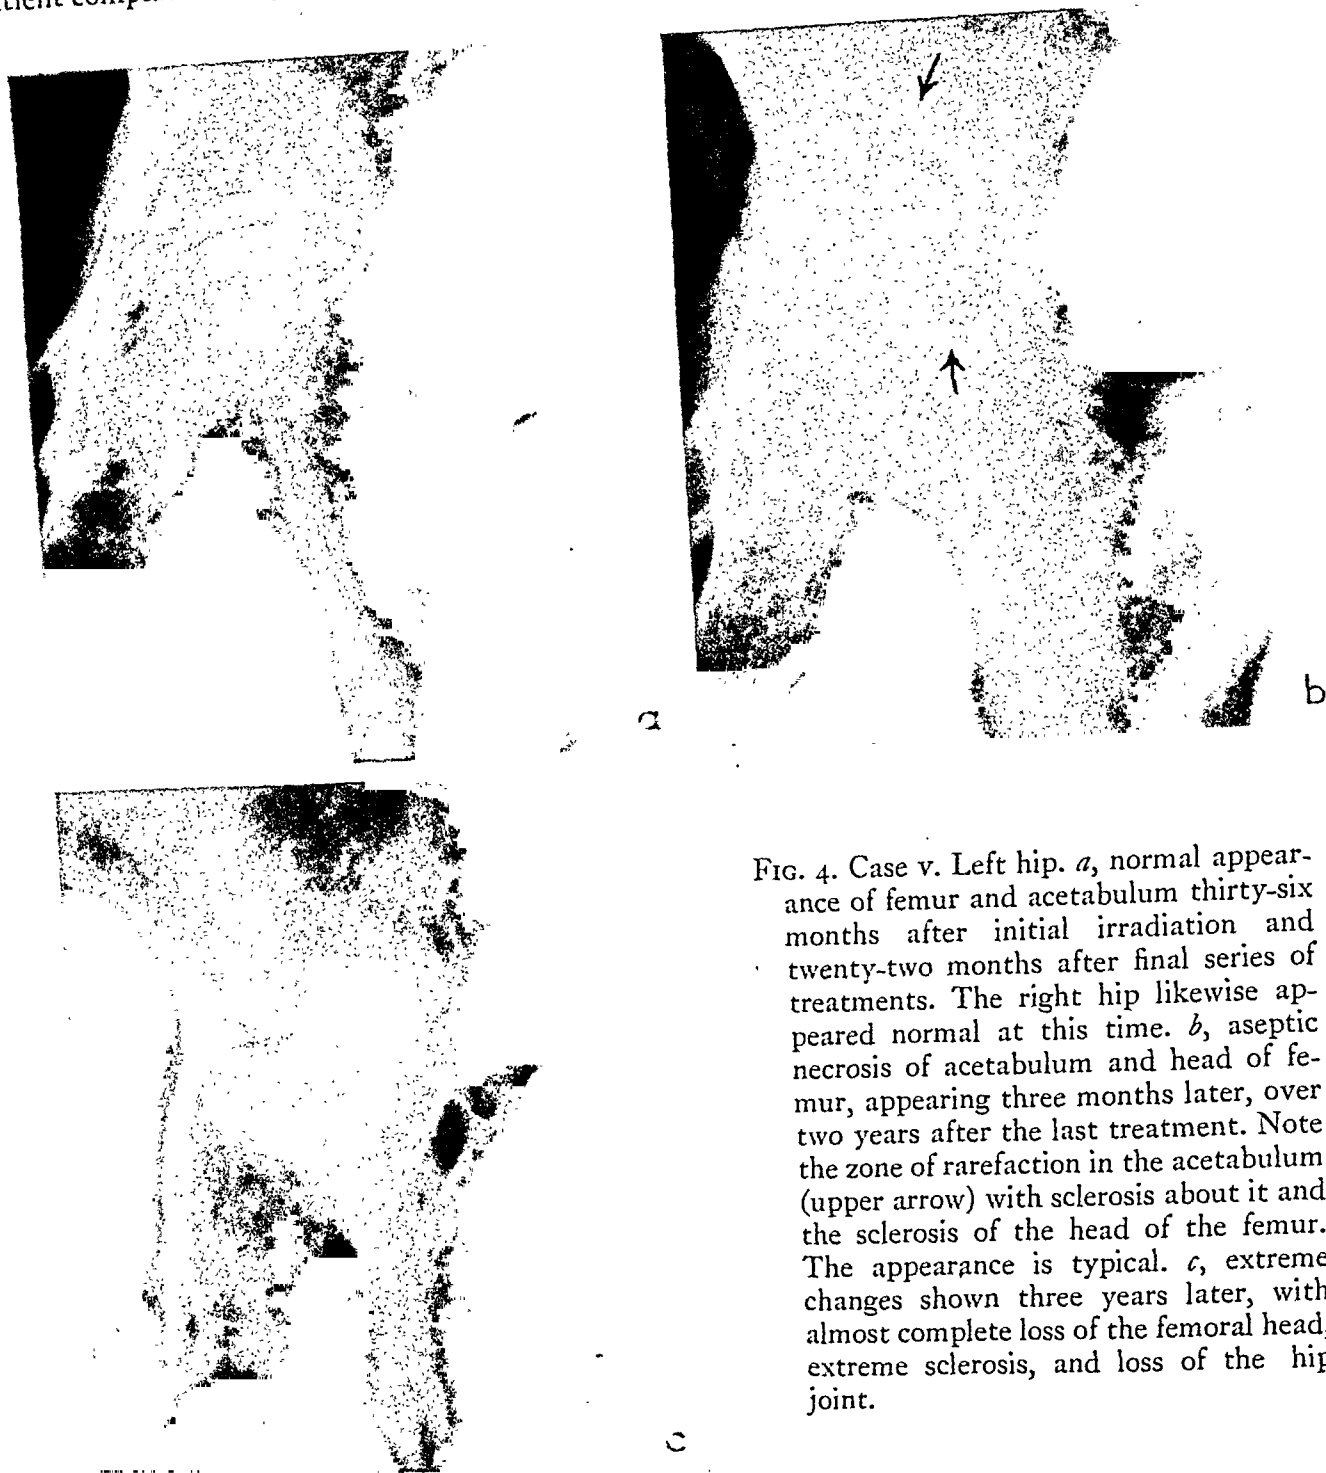 a
b
FIG. 4. Case v. Left hip. a, normal appear-
ance of femur and acetabulum thirty-six
months after initial irradiation and
twenty-two months after final series of
treatments. The right hip likewise ap-
peared normal at this time. b, aseptic
necrosis of acetabulum and head of fe-
mur, appearing three months later, over
two years after the last treatment. Note
the zone of rarefaction in the acetabulum
(upper arrow) with sclerosis about it and
the sclerosis of the head of the femur.
The appearance is typical. c, extreme
changes shown three years later, with
almost complete loss of the femoral head,
extreme sclerosis, and loss of the hip
joint.
c